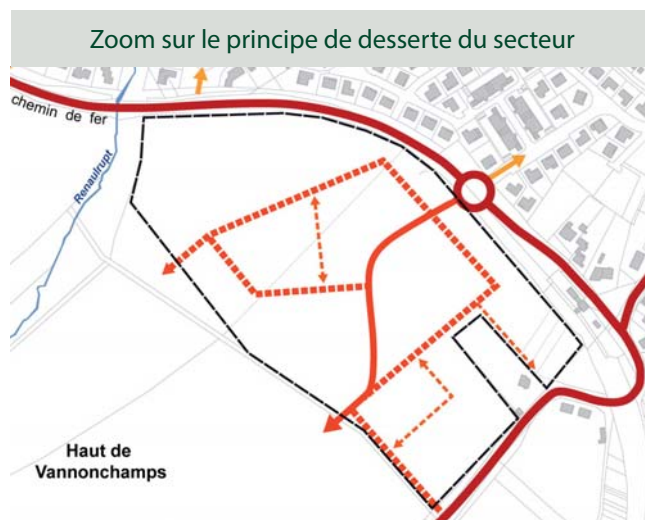 Zoom sur le principe de desserte du secteur
chemin de fer
Renaulrupt
Haut de
Vannonchamps